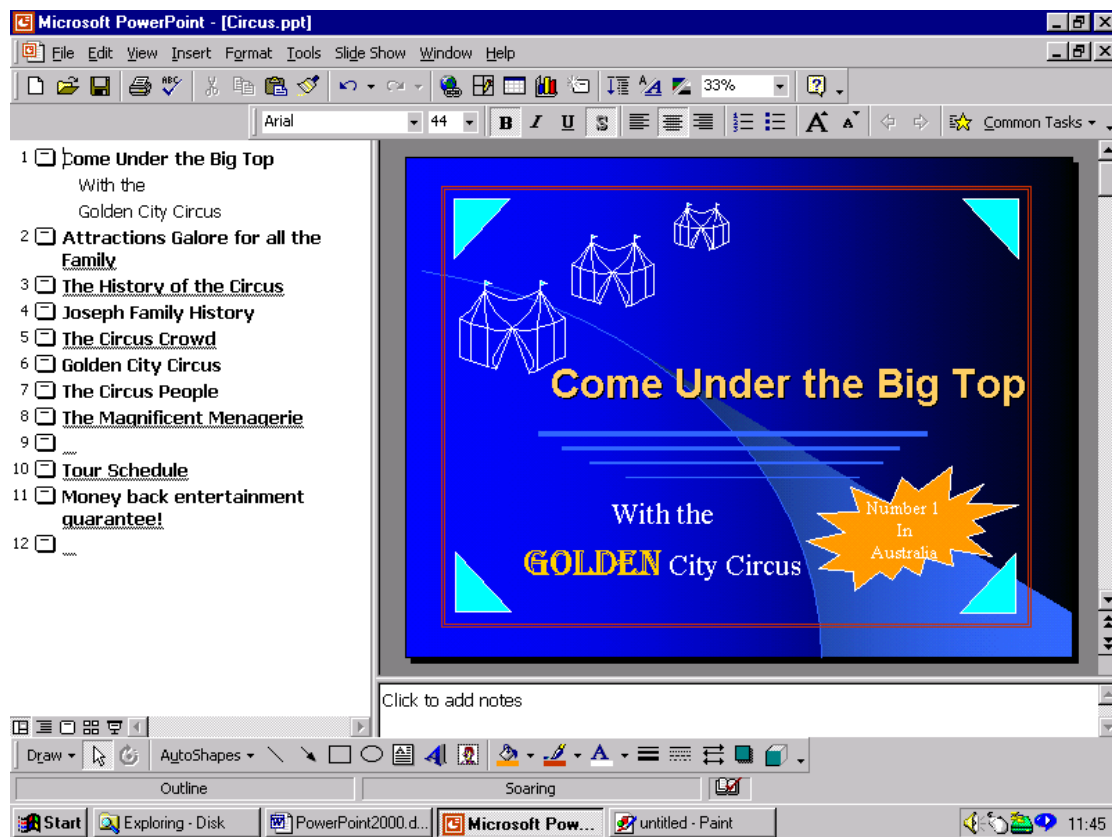 Microsoft PowerPoint - [Circus.ppt]
File Edit View Insert Format Tools Slide Show Window Help
ABC 33%
Arial 44 B I U S A A Common Tasks
1 Come Under the Big Top
With the
Golden City Circus
2 Attractions Galore for all the
Family
3 The History of the Circus
4 Joseph Family History
5 The Circus Crowd
6 Golden City Circus
7 The Circus People
8 The Magnificent Menagerie
9
10 Tour Schedule
11 Money back entertainment
guarantee!
12
Come Under the Big Top
With the
GOLDEN City Circus
Number 1
In
Australia
Click to add notes
Draw AutoShapes A A
Outline Soaring
Start Exploring - Disk PowerPoint2000.d... Microsoft Pow... untitled - Paint 11:45